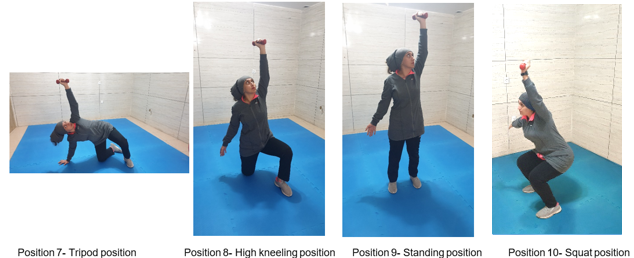 Position 7- Tripod position
Position 8- High kneeling position
Position 9- Standing position
Position 10- Squat position